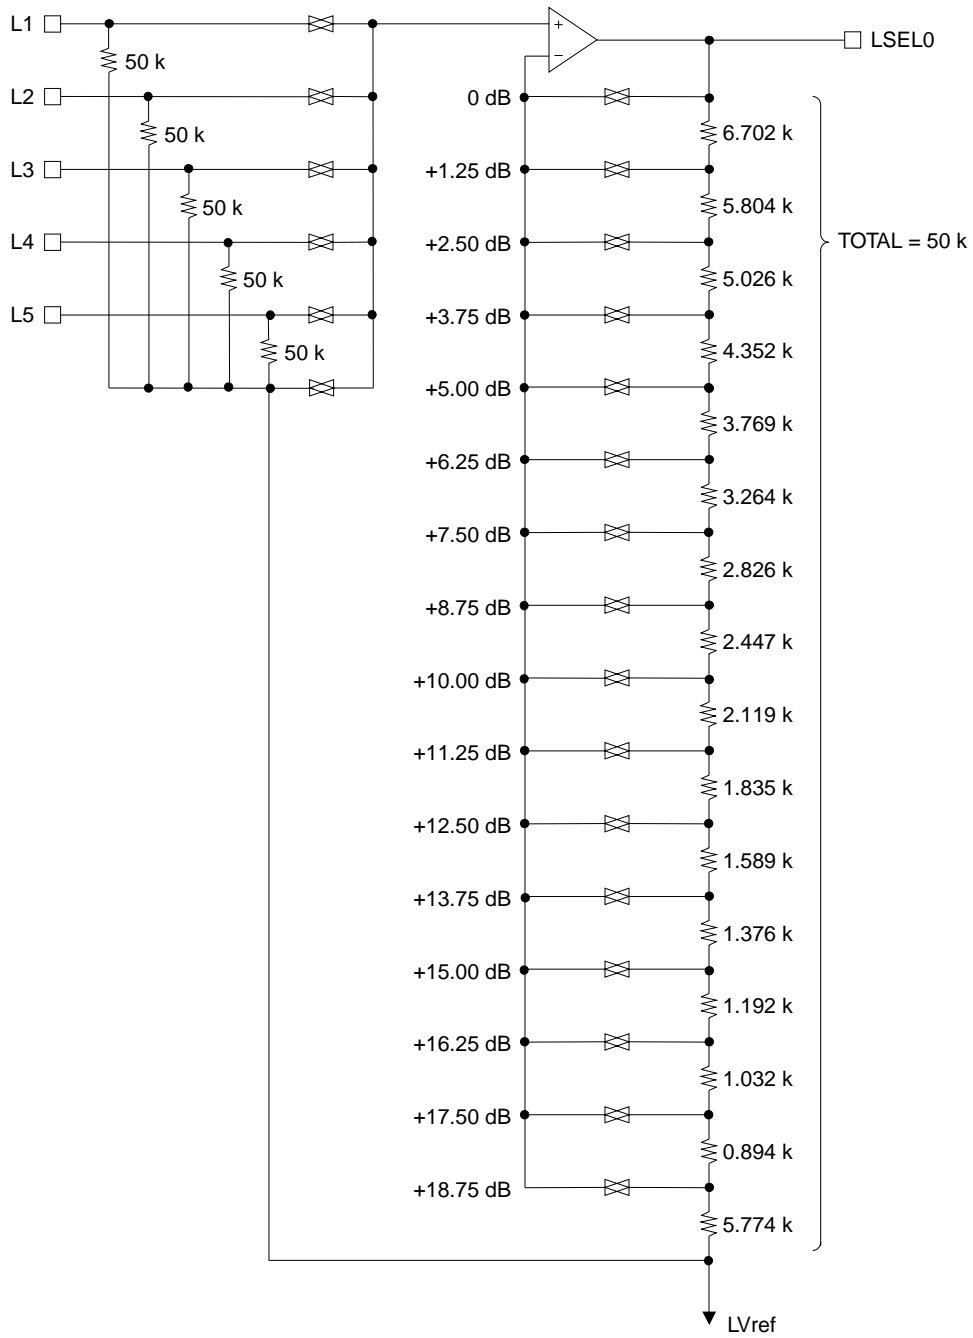 L1
+
LSEL0
−
50 k
L2
0 dB
50 k
6.702 k
L3
+1.25 dB
50 k
5.804 k
L4
+2.50 dB
TOTAL = 50 k
50 k
5.026 k
L5
+3.75 dB
50 k
4.352 k
+5.00 dB
3.769 k
+6.25 dB
3.264 k
+7.50 dB
2.826 k
+8.75 dB
2.447 k
+10.00 dB
2.119 k
+11.25 dB
1.835 k
+12.50 dB
1.589 k
+13.75 dB
1.376 k
+15.00 dB
1.192 k
+16.25 dB
1.032 k
+17.50 dB
0.894 k
+18.75 dB
5.774 k
LVref